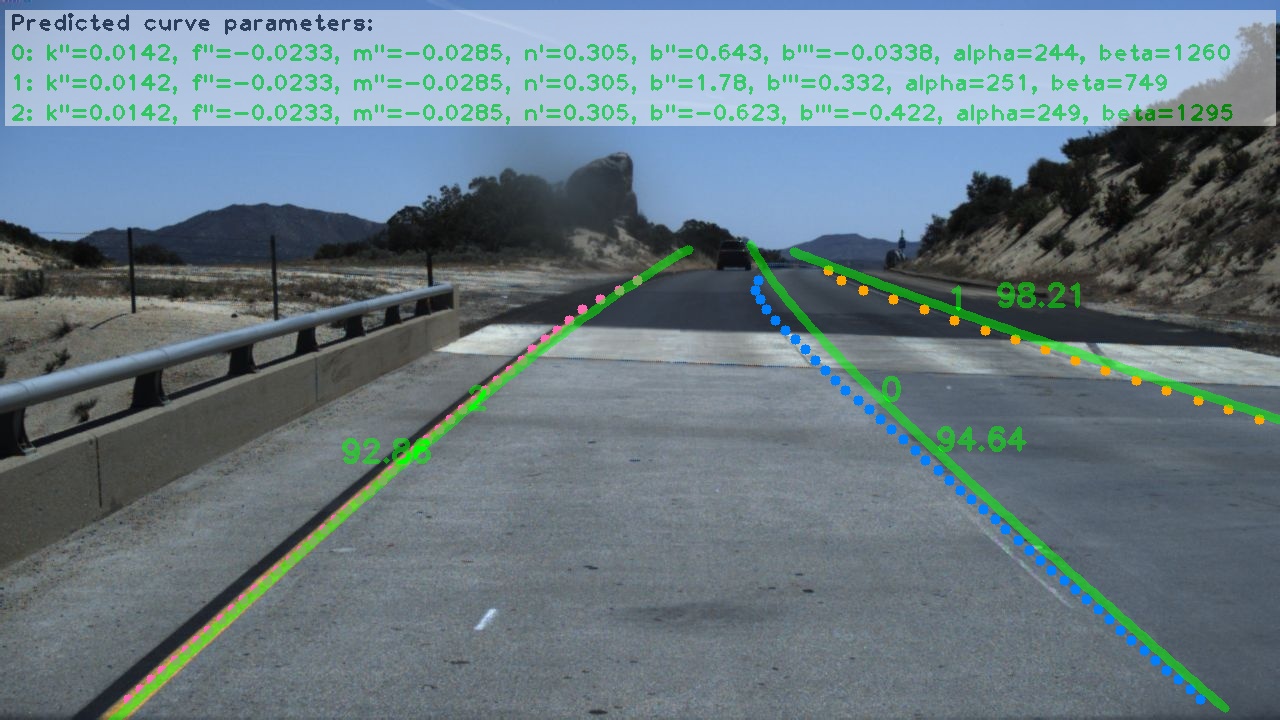 Predicted curve parameters:
0: k''=0.0142, f''=-0.0233, m''=-0.0285, n'=0.305, b''=0.643, b'''=-0.0338, alpha=244, beta=1260
1: k''=0.0142, f''=-0.0233, m''=-0.0285, n'=0.305, b''=1.78, b'''=0.332, alpha=251, beta=749
2: k''=0.0142, f''=-0.0233, m''=-0.0285, n'=0.305, b''=-0.623, b'''=-0.422, alpha=249, beta=1295
1 98.21
0
2
94.64
92.86